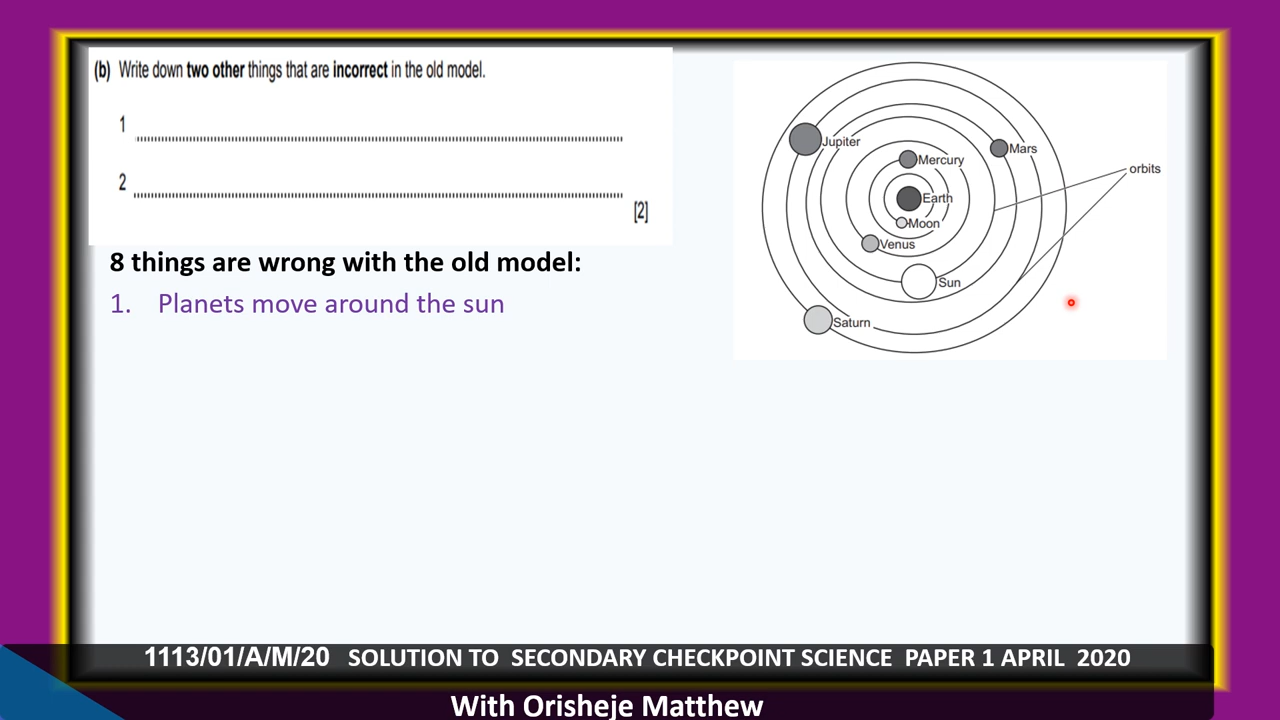 (b) Write down two other things that are incorrect in the old model.
1
2
[2]
8 things are wrong with the old model:
1. Planets move around the sun
Jupiter
Mercury
Mars
orbits
Earth
Moon
Venus
Sun
Saturn
1113/01/A/M/20 SOLUTION TO SECONDARY CHECKPOINT SCIENCE PAPER 1 APRIL 2020
With Orisheje Matthew